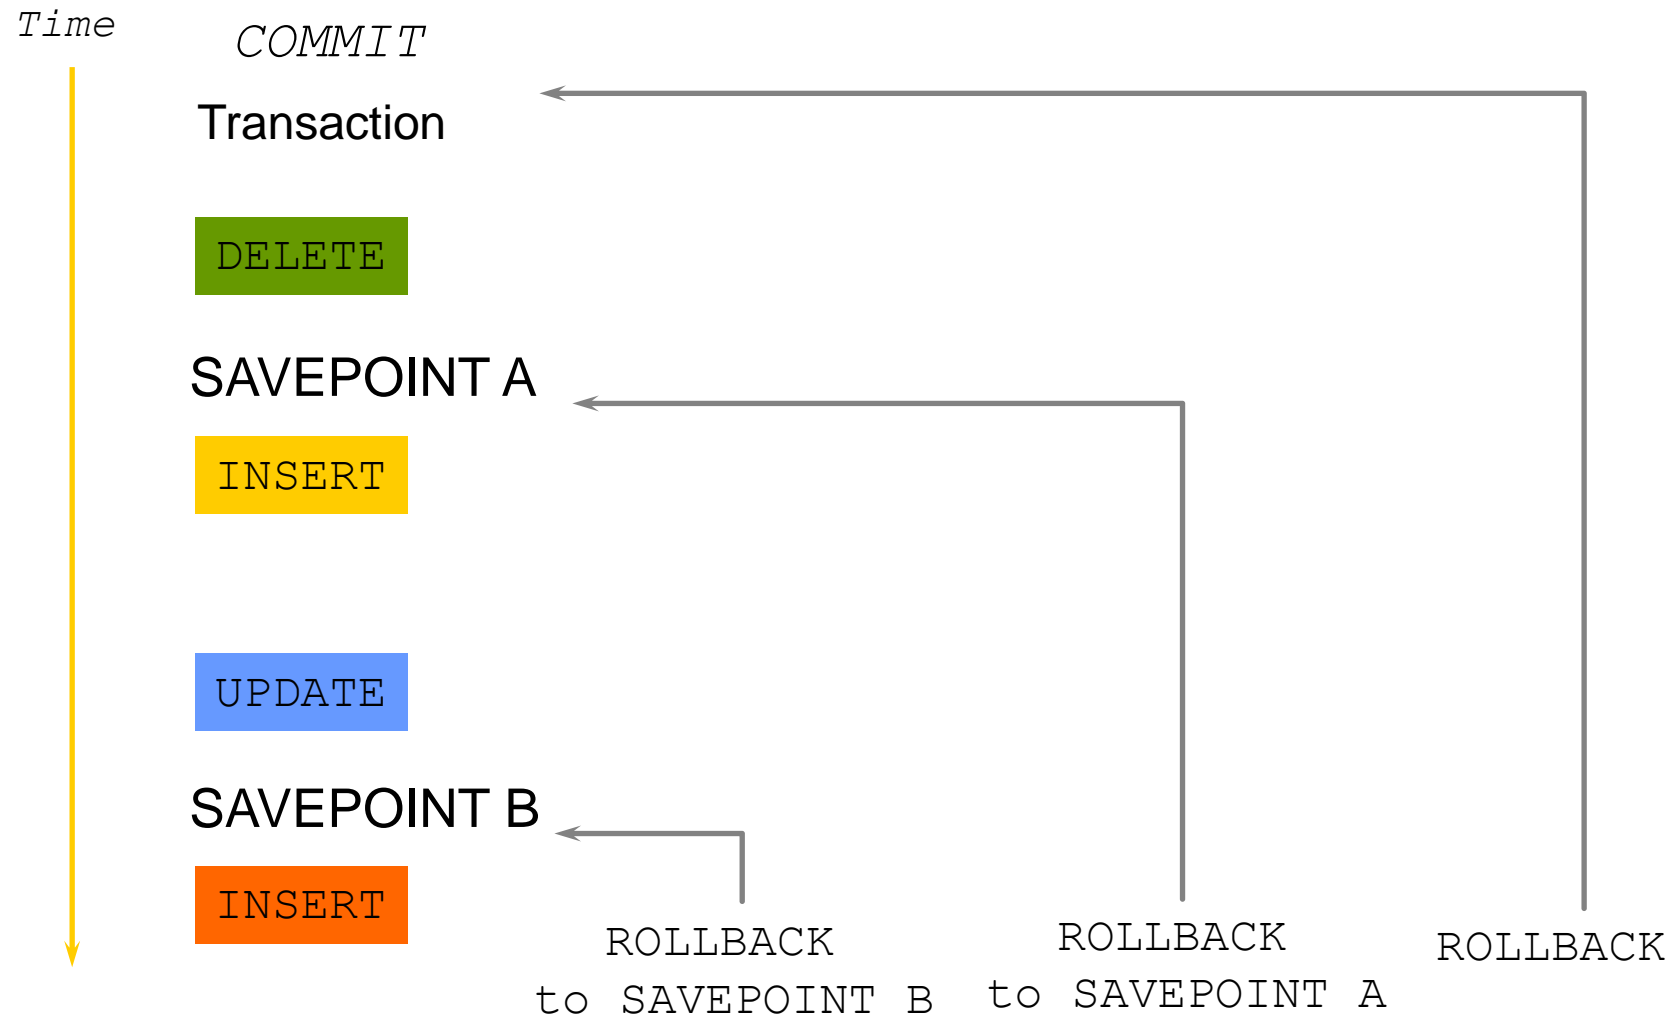 Time
COMMIT
Transaction
DELETE
SAVEPOINT A
INSERT
UPDATE
SAVEPOINT B
INSERT
ROLLBACK
to SAVEPOINT B
ROLLBACK
to SAVEPOINT A
ROLLBACK